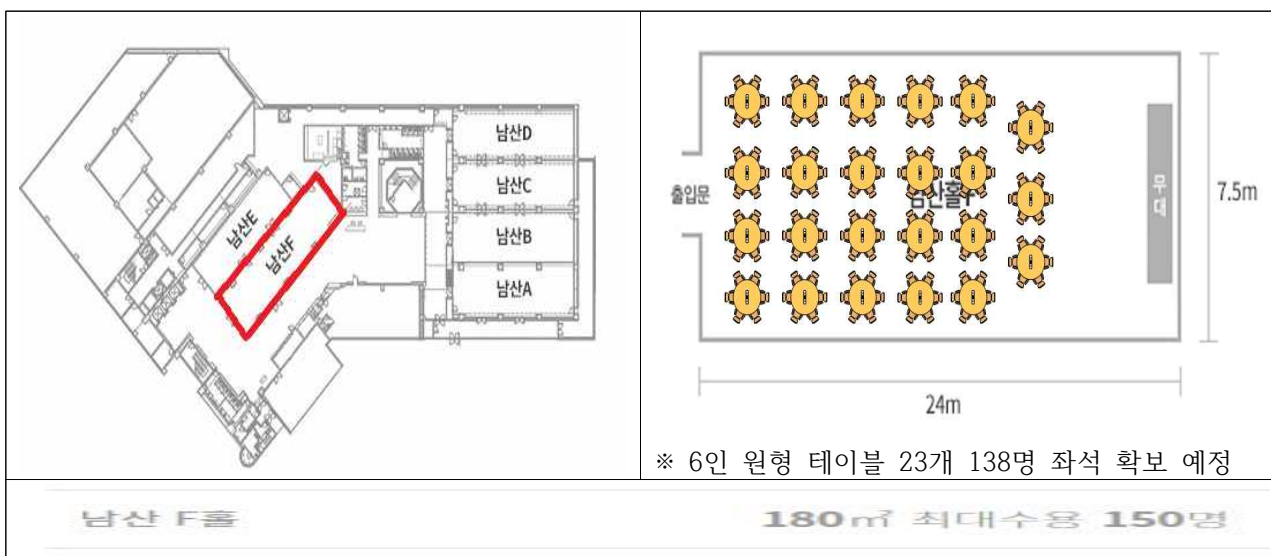 남산D
남산C
남산B
남산A
남산E
남산F
출입문
남산홀F
무대
7.5m
24m
※ 6인 원형 테이블 23개 138명 좌석 확보 예정
남산 F홀 180㎡ 최대수용 150명